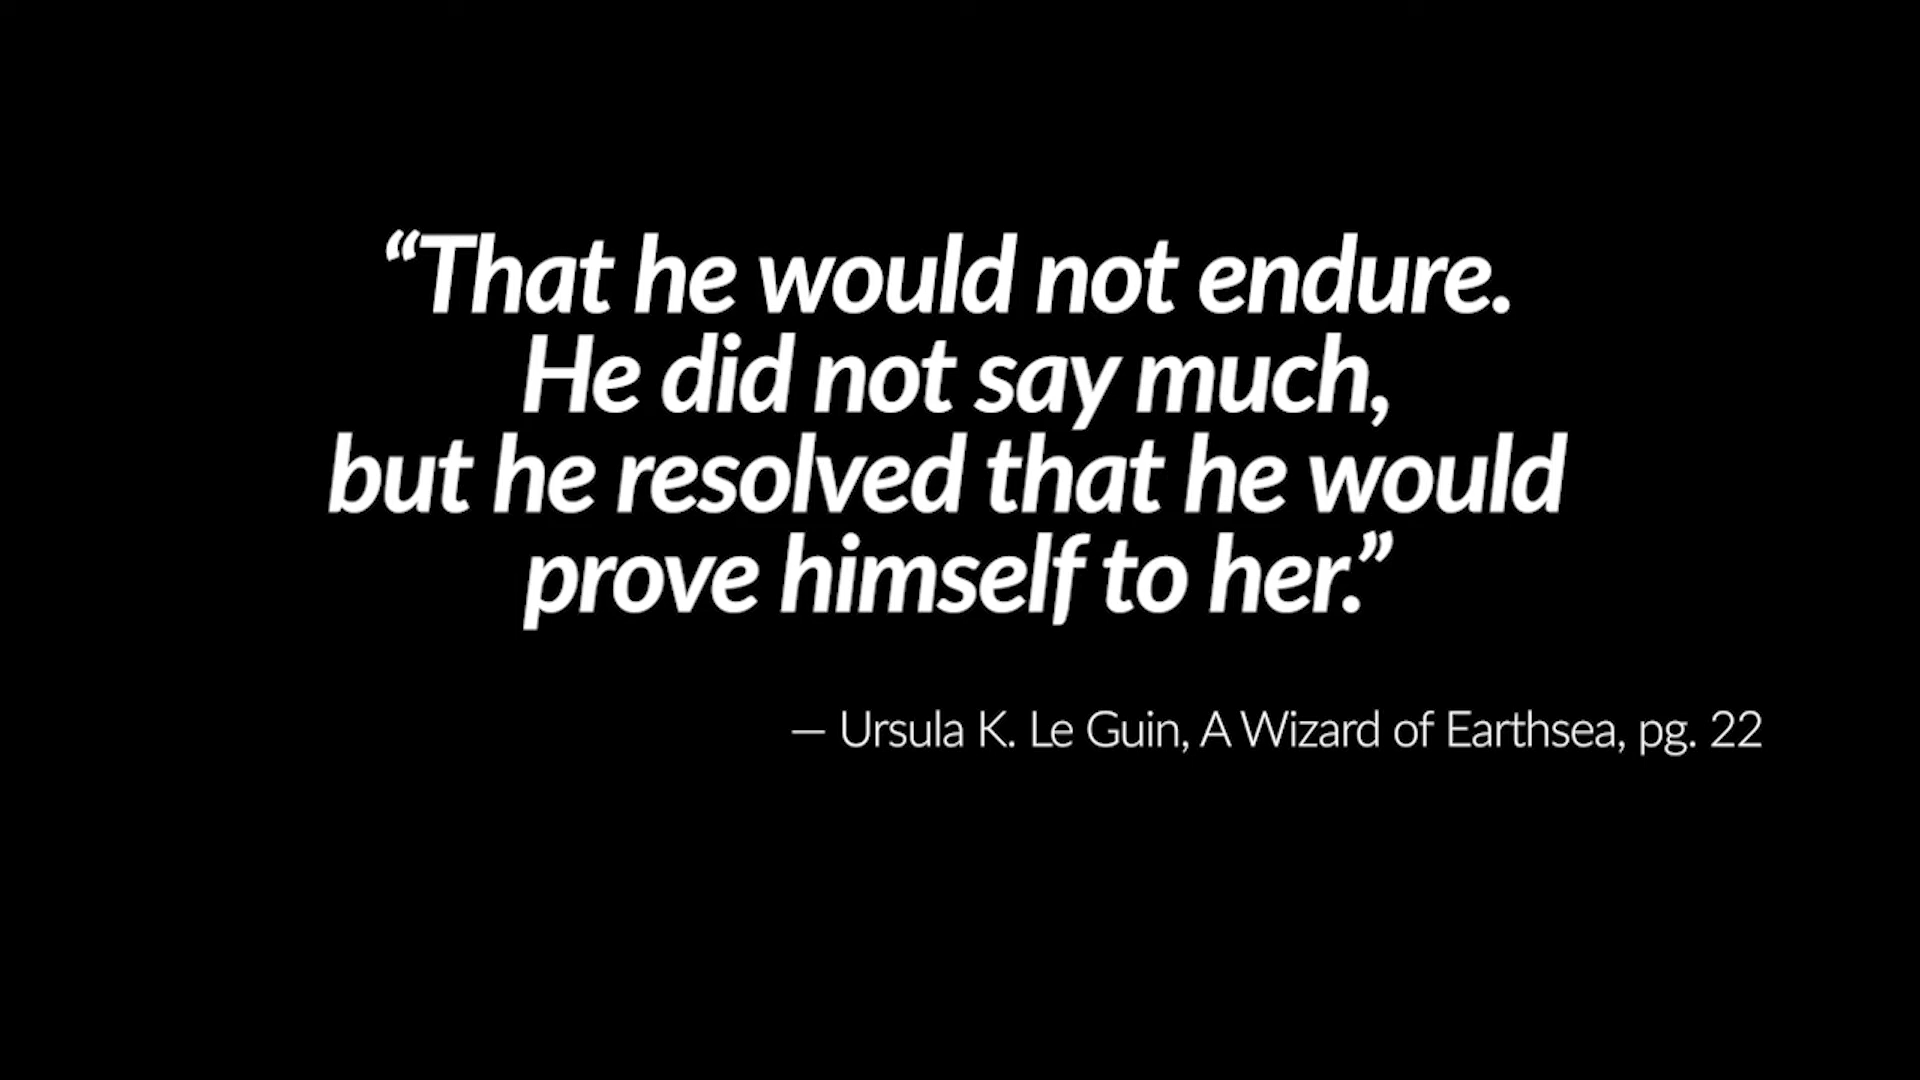 “That he would not endure.
He did not say much,
but he resolved that he would
prove himself to her.”
— Ursula K. Le Guin, A Wizard of Earthsea, pg. 22